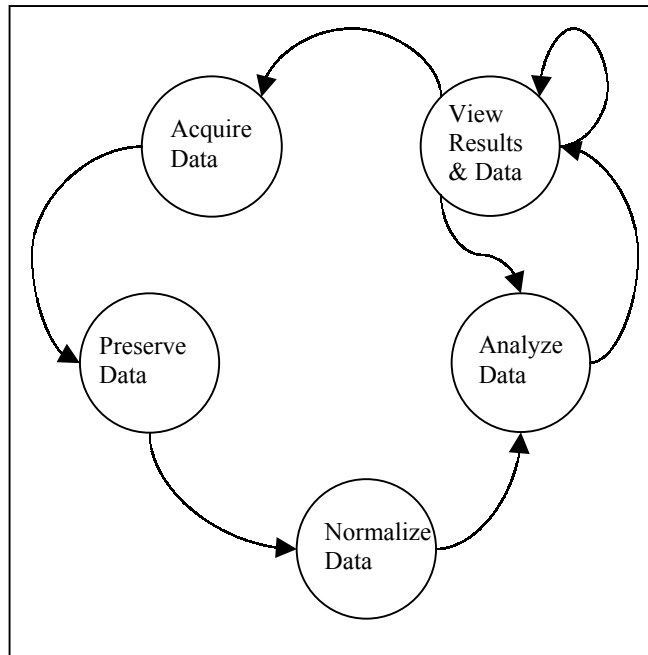 Acquire
Data
View
Results
& Data
Preserve
Data
Analyze
Data
Normalize
Data